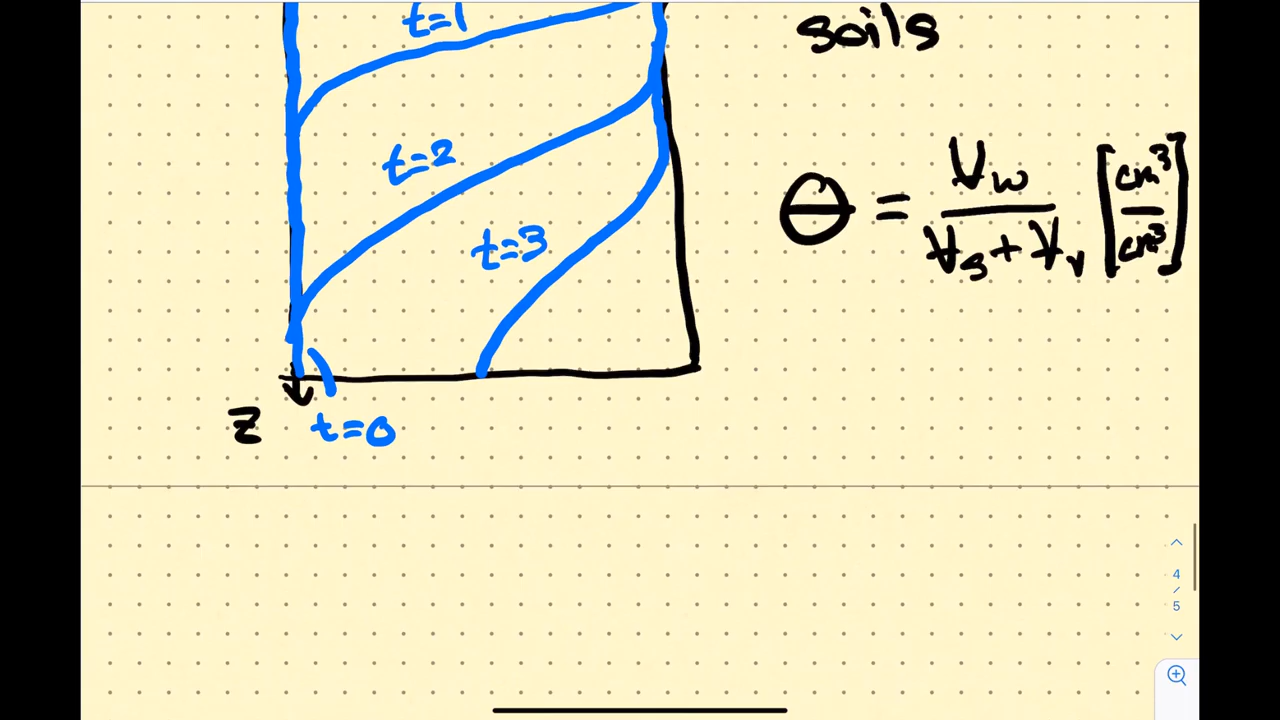 t=1
soils
t=2
t=3
θ = Vw / (Vs + Vv) [cm³/cm³]
z
t=0
4
/
5